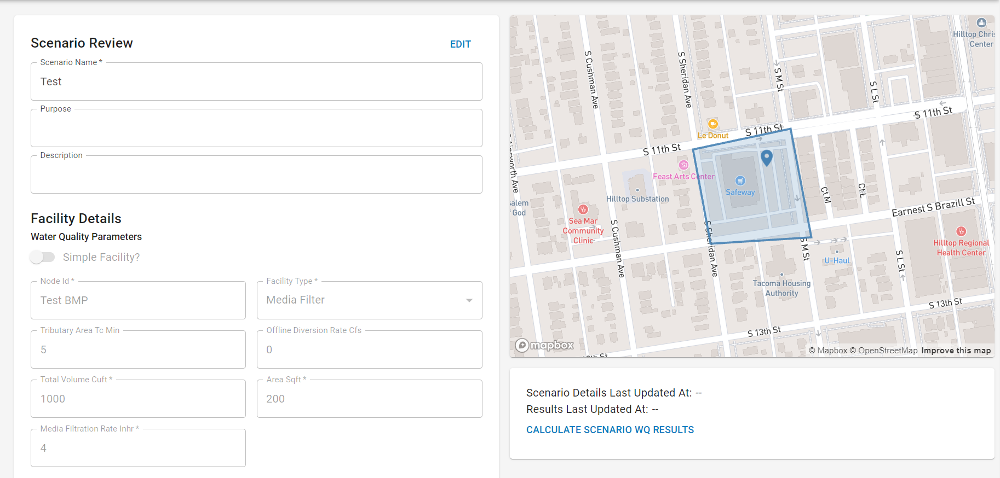 Scenario Review
EDIT
Scenario Name *
Test
Purpose
Description
Facility Details
Water Quality Parameters
Simple Facility?
Node Id *
Test BMP
Facility Type *
Media Filter
Tributary Area Tc Min
5
Offline Diversion Rate Cfs
0
Total Volume Cuft *
1000
Area Sqft *
200
Media Filtration Rate Inhr *
4
Hilltop Chris
Center
S Cushman Ave
S Sheridan Ave
S M St
S L St
S 11th St
Le Donut
S 11th St
S 11th St
Ainsworth Ave
Feast Arts Center
Safeway
Hilltop Substation
Ct M
Ct L
salem
f God
Sea Mar
Community
Clinic
Earnest S Brazill St
S Cushman Ave
S Sheridan Ave
S M St
S L St
Hilltop Regional
Health Center
U-Haul
Tacoma Housing
Authority
S 13th St
S 13th St
mapbox
© Mapbox © OpenStreetMap Improve this map
Scenario Details Last Updated At: --
Results Last Updated At: --
CALCULATE SCENARIO WQ RESULTS